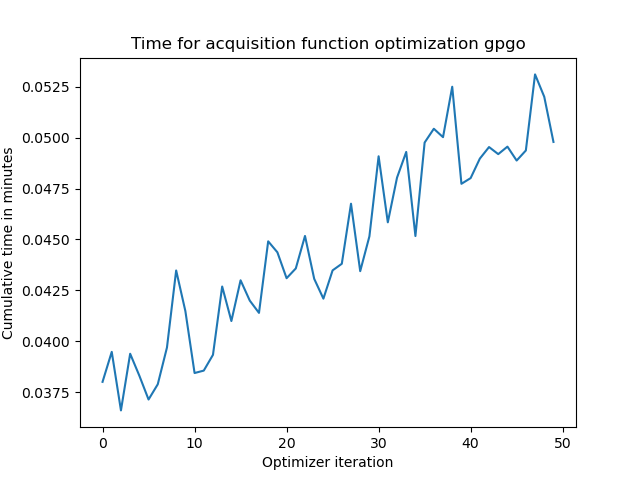 Time for acquisition function optimization gpgo
0.0525
0.0500
0.0475
0.0450
0.0425
0.0400
0.0375
Cumulative time in minutes
0 10 20 30 40 50
Optimizer iteration